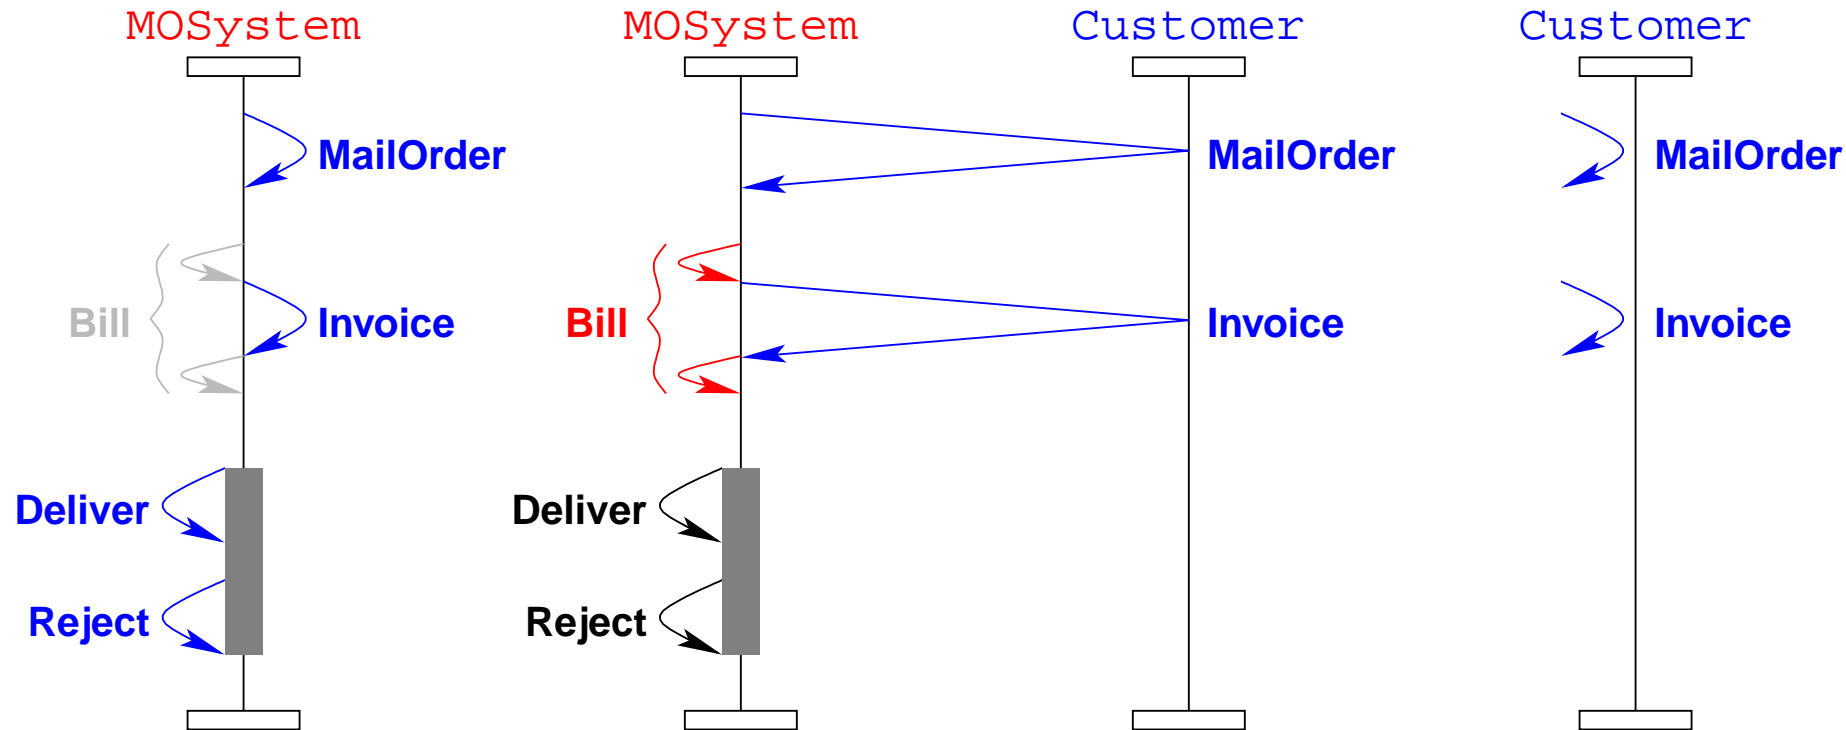 MOSystem MOSystem Customer Customer
MailOrder MailOrder MailOrder
Bill Invoice Bill Invoice Invoice
Deliver Deliver
Reject Reject